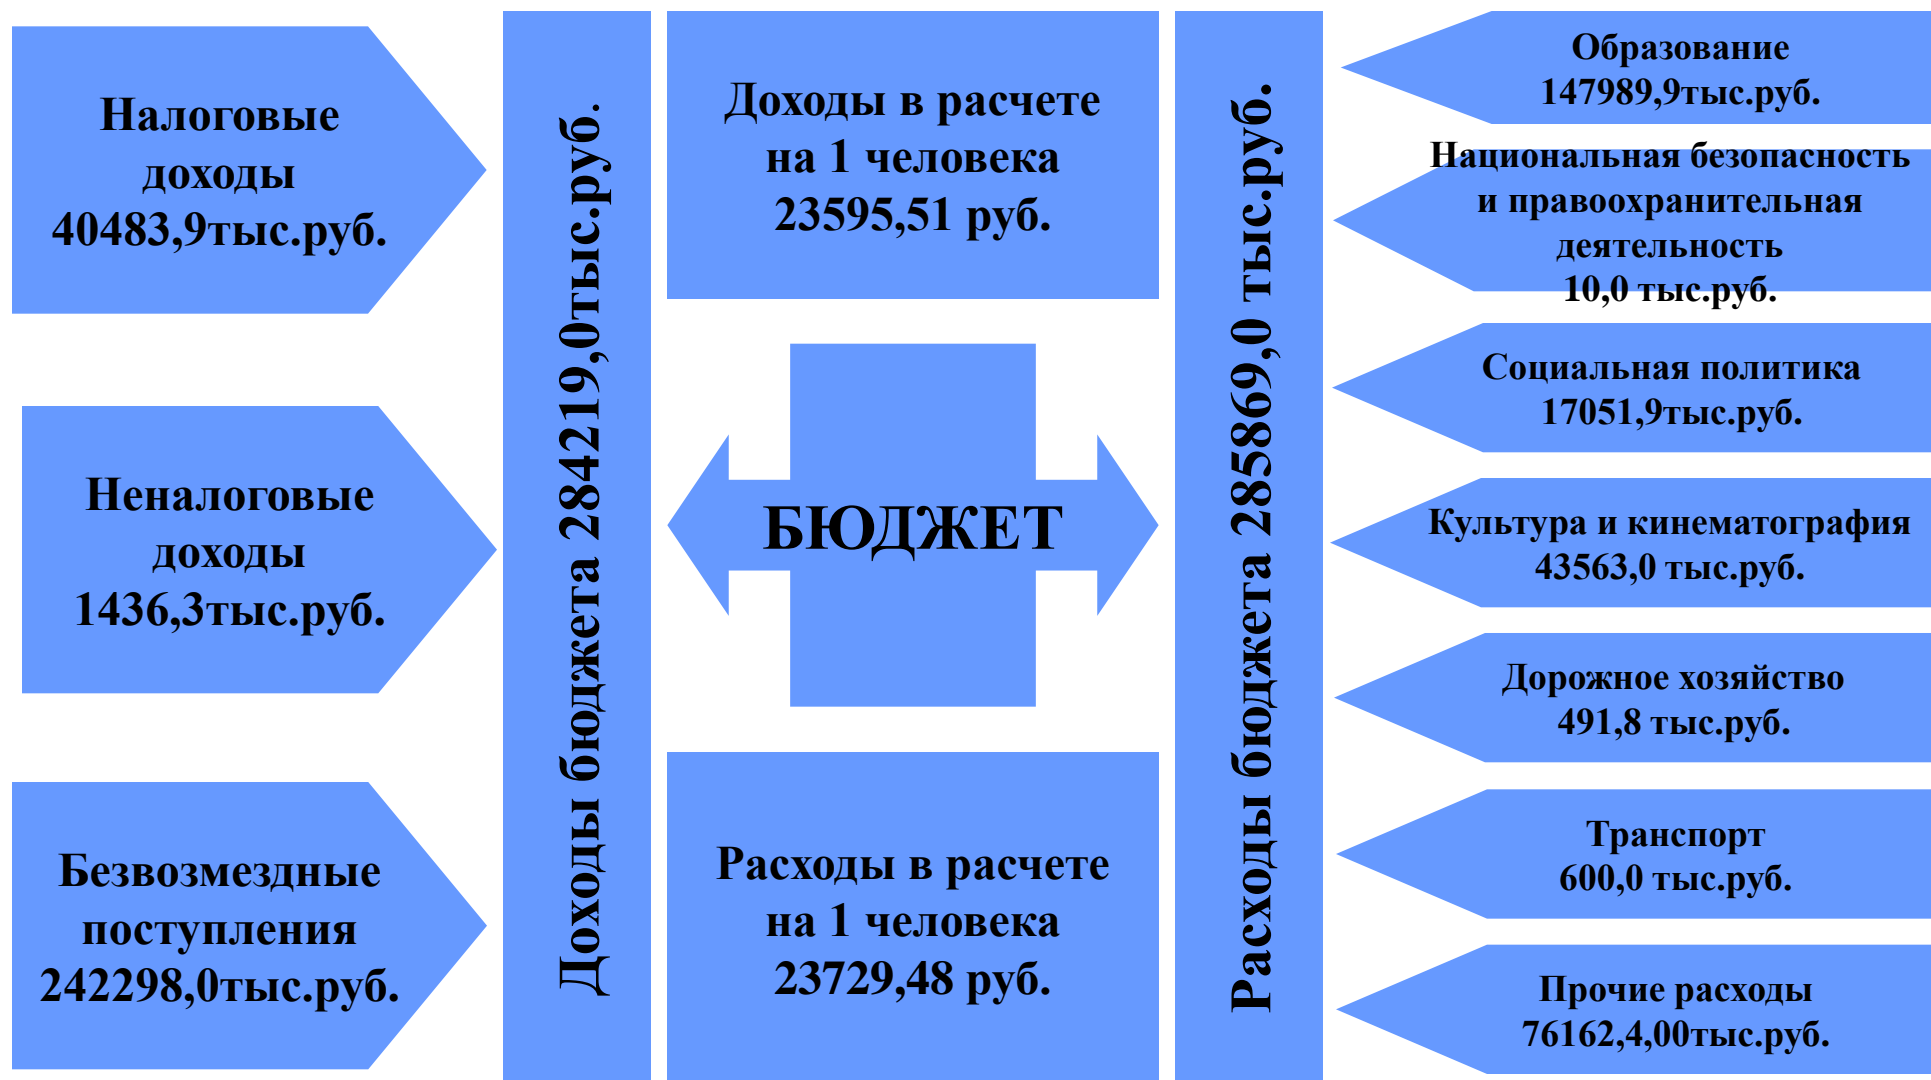 Налоговые
доходы
40483,9тыс.руб.
Неналоговые
доходы
1436,3тыс.руб.
Безвозмездные
поступления
242298,0тыс.руб.
Доходы бюджета 284219,0тыс.руб.
Доходы в расчете
на 1 человека
23595,51 руб.
БЮДЖЕТ
Расходы в расчете
на 1 человека
23729,48 руб.
Расходы бюджета 285869,0 тыс.руб.
Образование
147989,9тыс.руб.
Национальная безопасность
и правоохранительная
деятельность
10,0 тыс.руб.
Социальная политика
17051,9тыс.руб.
Культура и кинематография
43563,0 тыс.руб.
Дорожное хозяйство
491,8 тыс.руб.
Транспорт
600,0 тыс.руб.
Прочие расходы
76162,4,00тыс.руб.